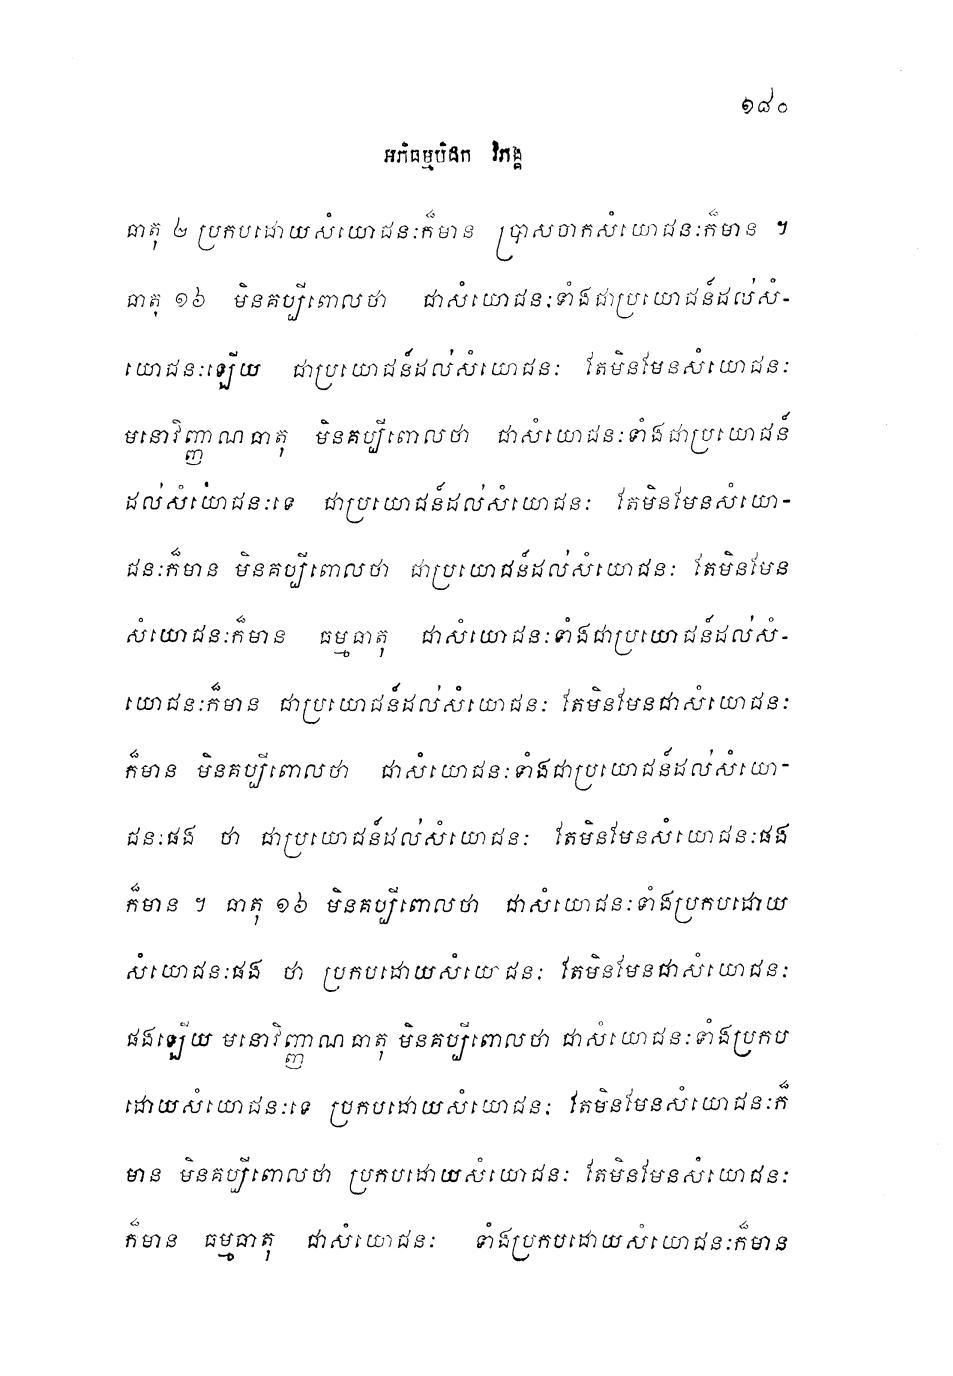 ១៨០
អភិធម្មបិដក វិភង្គ
ធាតុ ២ ប្រកបដោយសំយោជនៈក៏មាន ប្រាសចាកសំយោជនៈក៏មាន ។
ធាតុ ១៦ មិនគប្បីពោលថា ជាសំយោជនៈទាំងជាប្រយោជន៍ដល់សំ-
យោជនៈឡើយ ជាប្រយោជន៍ដល់សំយោជនៈ តែមិនមែនសំយោជនៈ
មនោវិញ្ញាណធាតុ មិនគប្បីពោលថា ជាសំយោជនៈទាំងជាប្រយោជន៍
ដល់សំយោជនៈទេ ជាប្រយោជន៍ដល់សំយោជនៈ តែមិនមែនសំយោ-
ជនៈក៏មាន មិនគប្បីពោលថា ជាប្រយោជន៍ដល់សំយោជនៈ តែមិនមែន
សំយោជនៈក៏មាន ធម្មធាតុ ជាសំយោជនៈទាំងជាប្រយោជន៍ដល់សំ-
យោជនៈក៏មាន ជាប្រយោជន៍ដល់សំយោជនៈ តែមិនមែនជាសំយោជនៈ
ក៏មាន មិនគប្បីពោលថា ជាសំយោជនៈទាំងជាប្រយោជន៍ដល់សំយោ-
ជនៈផង ថា ជាប្រយោជន៍ដល់សំយោជនៈ តែមិនមែនសំយោជនៈផង
ក៏មាន ។ ធាតុ ១៦ មិនគប្បីពោលថា ជាសំយោជនៈទាំងប្រកបដោយ
សំយោជនៈផង ថា ប្រកបដោយសំយោជនៈ តែមិនមែនជាសំយោជនៈ
ផងឡើយ មនោវិញ្ញាណធាតុ មិនគប្បីពោលថា ជាសំយោជនៈទាំងប្រកប
ដោយសំយោជនៈទេ ប្រកបដោយសំយោជនៈ តែមិនមែនសំយោជនៈក៏
មាន មិនគប្បីពោលថា ប្រកបដោយសំយោជនៈ តែមិនមែនសំយោជនៈ
ក៏មាន ធម្មធាតុ ជាសំយោជនៈ ទាំងប្រកបដោយសំយោជនៈក៏មាន